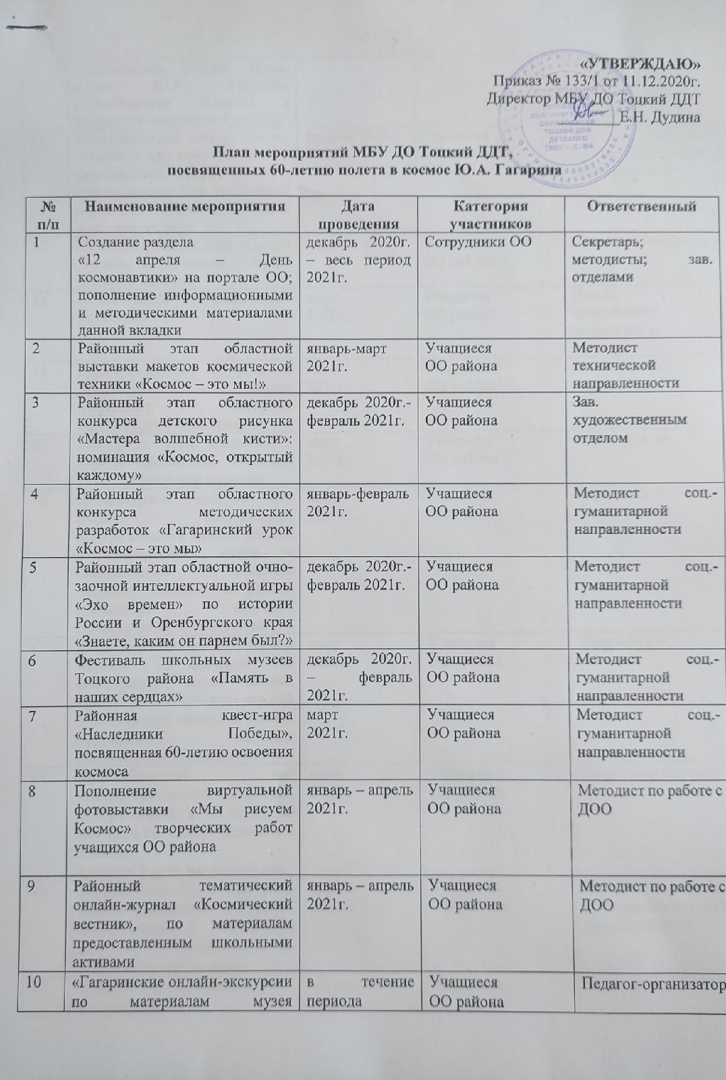 «УТВЕРЖДАЮ»
Приказ № 133/1 от 11.12.2020г.
Директор МБУ ДО Тоцкий ДДТ
Е.Н. Дудина
План мероприятий МБУ ДО Тоцкий ДДТ,
посвященных 60-летию полета в космос Ю.А. Гагарина
№ п/п
Наименование мероприятия
Дата проведения
Категория участников
Ответственный
1
Создание раздела
«12 апреля – День
космонавтики» на портале ОО;
пополнение информационными
и методическими материалами
данной вкладки
декабрь 2020г.
– весь период
2021г.
Сотрудники ОО
Секретарь;
методисты; зав.
отделами
2
Районный этап областной
выставки макетов космической
техники «Космос – это мы!»
январь-март
2021г.
Учащиеся
ОО района
Методист
технической
направленности
3
Районный этап областного
конкурса детского рисунка
«Мастера волшебной кисти»:
номинация «Космос, открытый
каждому»
декабрь 2020г.-
февраль 2021г.
Учащиеся
ОО района
Зав.
художественным
отделом
4
Районный этап областного
конкурса методических
разработок «Гагаринский урок
«Космос – это мы»
январь-февраль
2021г.
Учащиеся
ОО района
Методист соц.-
гуманитарной
направленности
5
Районный этап областной очно-
заочной интеллектуальной игры
«Эхо времен» по истории
России и Оренбургского края
«Знаете, каким он парнем был?»
декабрь 2020г.-
февраль 2021г.
Учащиеся
ОО района
Методист соц.-
гуманитарной
направленности
6
Фестиваль школьных музеев
Тоцкого района «Память в
наших сердцах»
декабрь 2020г.
– февраль
2021г.
Учащиеся
ОО района
Методист соц.-
гуманитарной
направленности
7
Районная квест-игра
«Наследники Победы»,
посвященная 60-летию освоения
космоса
март
2021г.
Учащиеся
ОО района
Методист соц.-
гуманитарной
направленности
8
Пополнение виртуальной
фотовыставки «Мы рисуем
Космос» творческих работ
учащихся ОО района
январь – апрель
2021г.
Учащиеся
ОО района
Методист по работе с
ДОО
9
Районный тематический
онлайн-журнал «Космический
вестник», по материалам
предоставленным школьными
активами
январь – апрель
2021г.
Учащиеся
ОО района
Методист по работе с
ДОО
10
«Гагаринские онлайн-экскурсии
по материалам музея
в течение
периода
Учащиеся
ОО района
Педагог-организатор